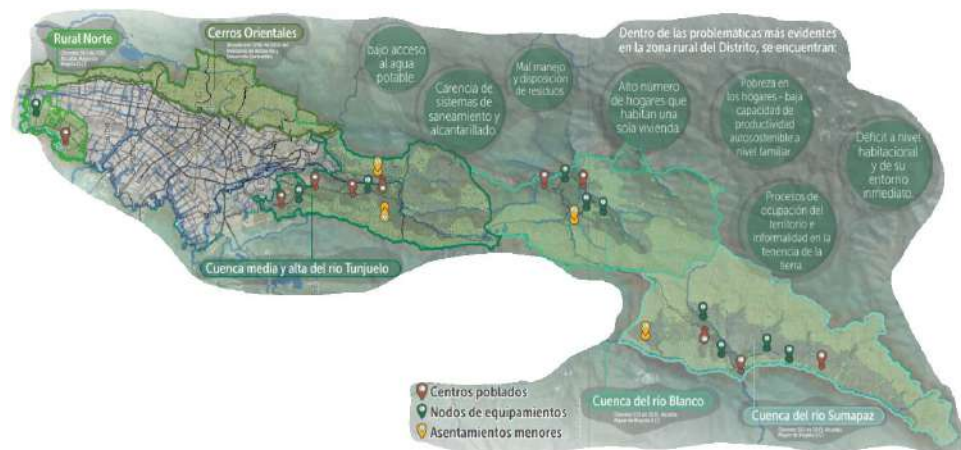 Rural Norte
Cerros Orientales
Dentro de las problemáticas más evidentes
en la zona rural del Distrito, se encuentran:
bajo acceso
al agua
potable
Carencia de
sistemas de
saneamiento y
alcantarillado
Mal manejo
y disposición
de residuos
Alto número
de hogares que
habitan una
sola vivienda
Pobreza en
los hogares - baja
capacidad de
productividad
autosostenible a
nivel familiar
Déficit a nivel
habitacional
y de su
entorno
inmediato.
Procesos de
ocupación del
territorio e
informalidad en la
tenencia de la
tierra
Cuenca media y alta del río Tunjuelo
Centros poblados
Nodos de equipamientos
Asentamientos menores
Cuenca del río Blanco
Cuenca del río Sumapaz